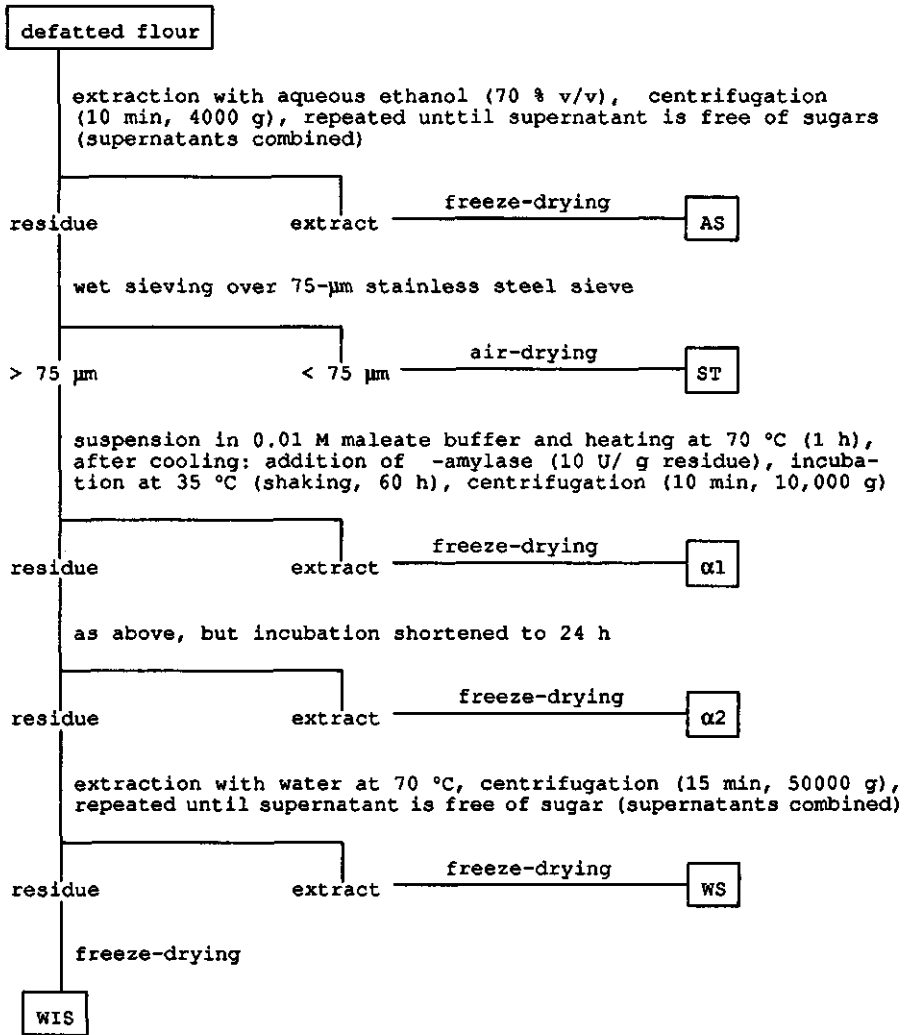 defatted flour
extraction with aqueous ethanol (70 % v/v), centrifugation
(10 min, 4000 g), repeated unttil supernatant is free of sugars
(supernatants combined)
freeze-drying
residue extract AS
wet sieving over 75-µm stainless steel sieve
air-drying
> 75 µm < 75 µm ST
suspension in 0.01 M maleate buffer and heating at 70 °C (1 h),
after cooling: addition of -amylase (10 U/ g residue), incuba-
tion at 35 °C (shaking, 60 h), centrifugation (10 min, 10,000 g)
freeze-drying
residue extract α1
as above, but incubation shortened to 24 h
freeze-drying
residue extract α2
extraction with water at 70 °C, centrifugation (15 min, 50000 g),
repeated until supernatant is free of sugar (supernatants combined)
freeze-drying
residue extract WS
freeze-drying
WIS